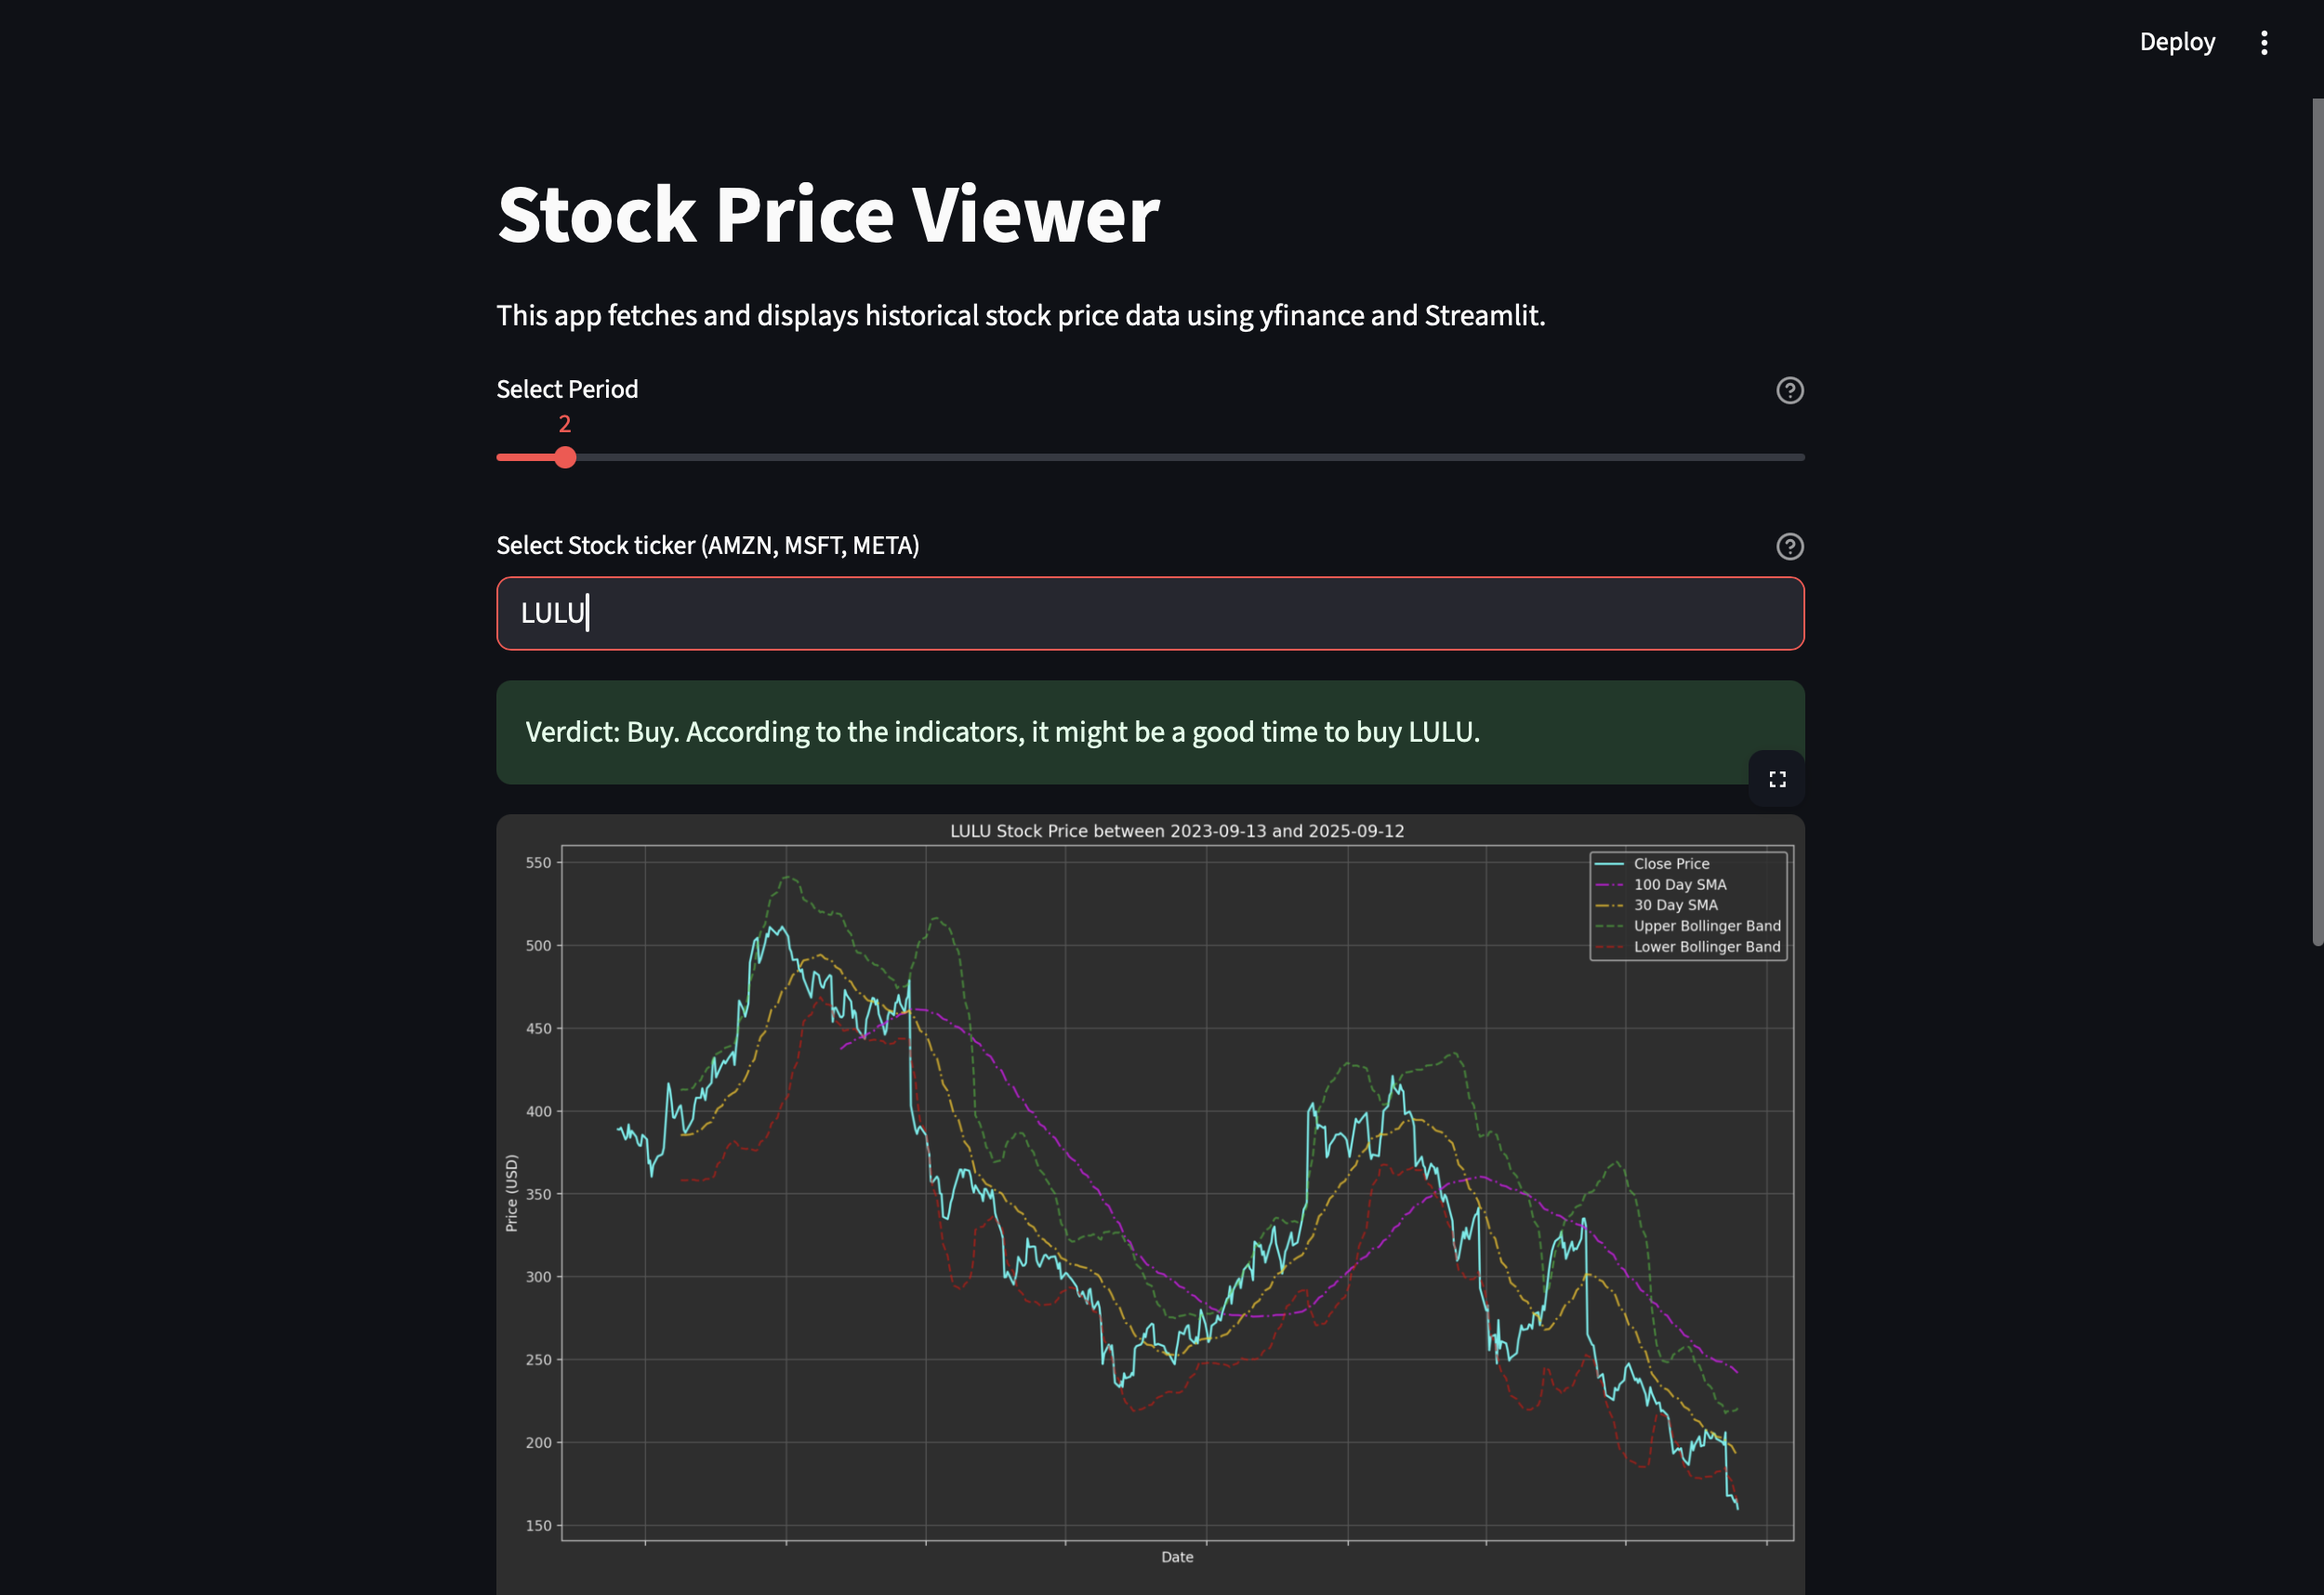 Deploy
Stock Price Viewer
This app fetches and displays historical stock price data using yfinance and Streamlit.
Select Period
2
Select Stock ticker (AMZN, MSFT, META)
LULU
Verdict: Buy. According to the indicators, it might be a good time to buy LULU.
LULU Stock Price between 2023-09-13 and 2025-09-12
Close Price
100 Day SMA
30 Day SMA
Upper Bollinger Band
Lower Bollinger Band
550
500
450
400
350
300
250
200
150
Price (USD)
Date